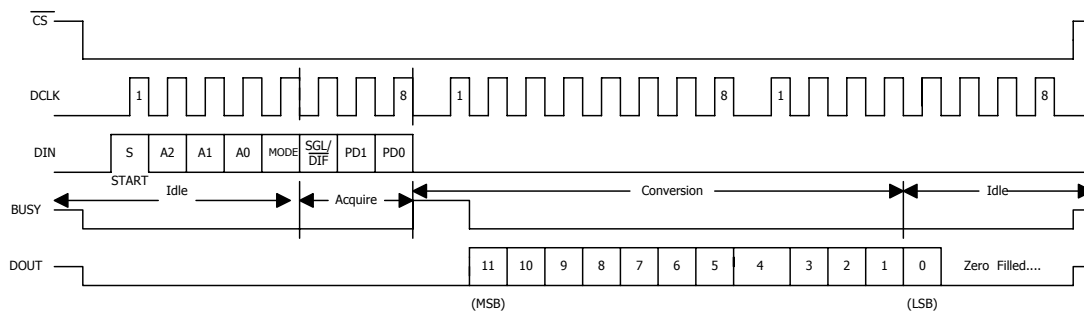 CS
DCLK 1 8 1 8 1 8
DIN S A2 A1 A0 MODE SGL/
DIF PD1 PD0
START
Idle Acquire Conversion Idle
BUSY
DOUT 11 10 9 8 7 6 5 4 3 2 1 0 Zero Filled....
(MSB) (LSB)